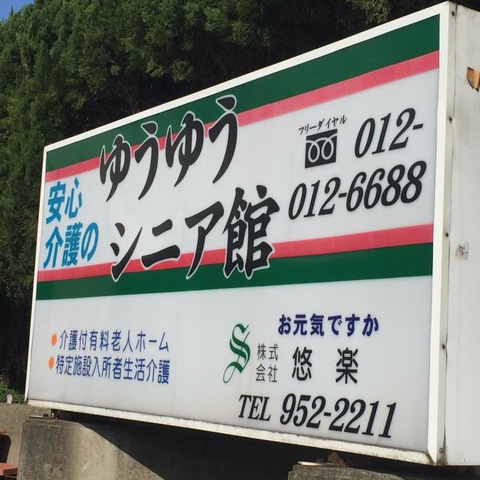 安心
介護の
ゆうゆう
シニア館
フリーダイヤル
012-
012-6688
介護付有料老人ホーム
特定施設入所者生活介護
お元気ですか
S
株式
会社
悠楽
TEL 952-2211